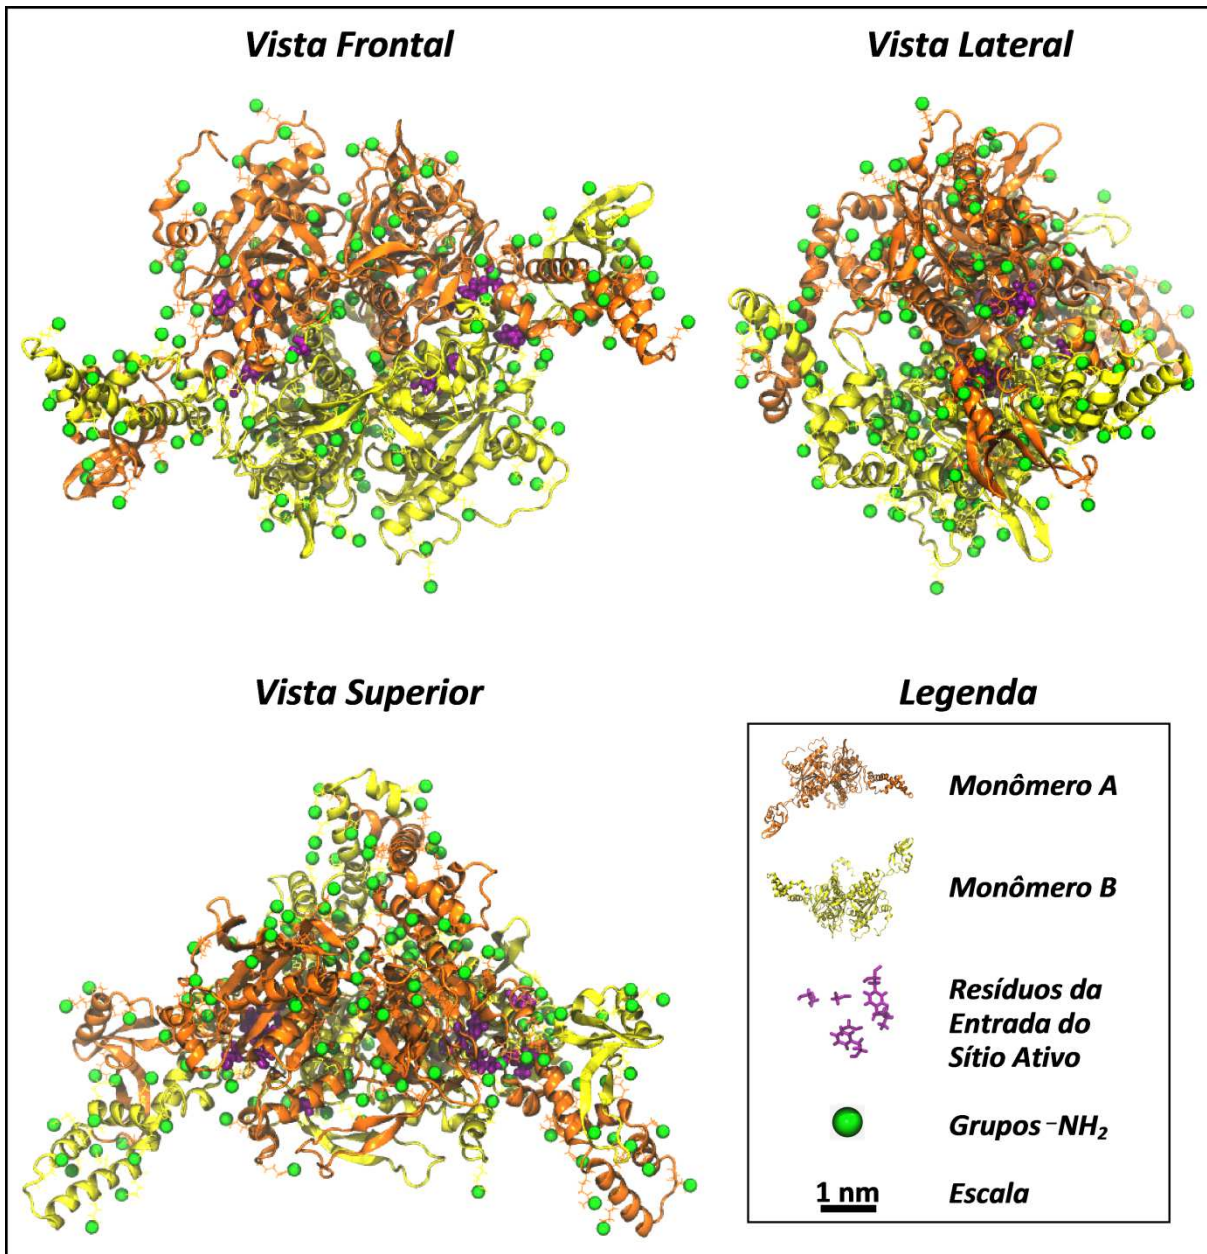 Vista Frontal
Vista Lateral
Vista Superior
Legenda
Monômero A
Monômero B
Resíduos da
Entrada do
Sítio Ativo
Grupos -NH₂
1 nm
Escala